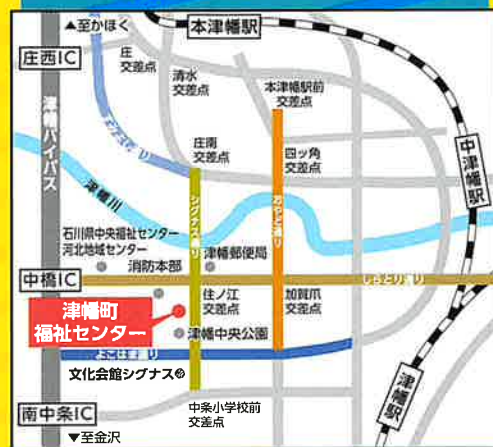 ▲至かほく
本津幡駅
庄西IC
庄
交差点
清水
交差点
本津幡駅前
交差点
津幡バイパス
中津幡駅
庄南
交差点
四ッ角
交差点
津幡川
シグナス通り
おやど通り
石川県中央福祉センター
河北地域センター
津幡郵便局
消防本部
中橋IC
しらとり通り
津幡町
福祉センター
住ノ江
交差点
加賀爪
交差点
津幡中央公園
よこはま通り
文化会館シグナス
津幡駅
南中条IC
中条小学校前
交差点
▼至金沢